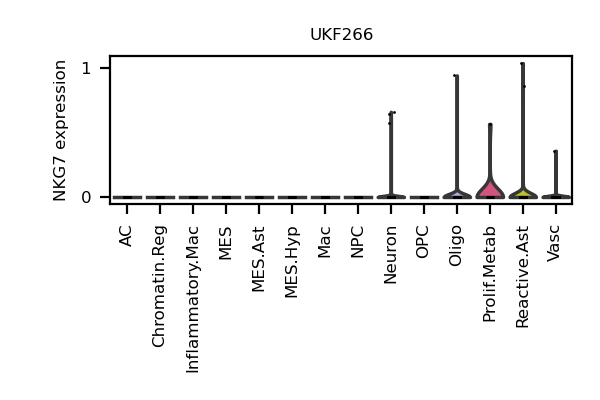 UKF266
NKG7 expression
1
0
AC
Chromatin.Reg
Inflammatory.Mac
MES
MES.Ast
MES.Hyp
Mac
NPC
Neuron
OPC
Oligo
Prolif.Metab
Reactive.Ast
Vasc